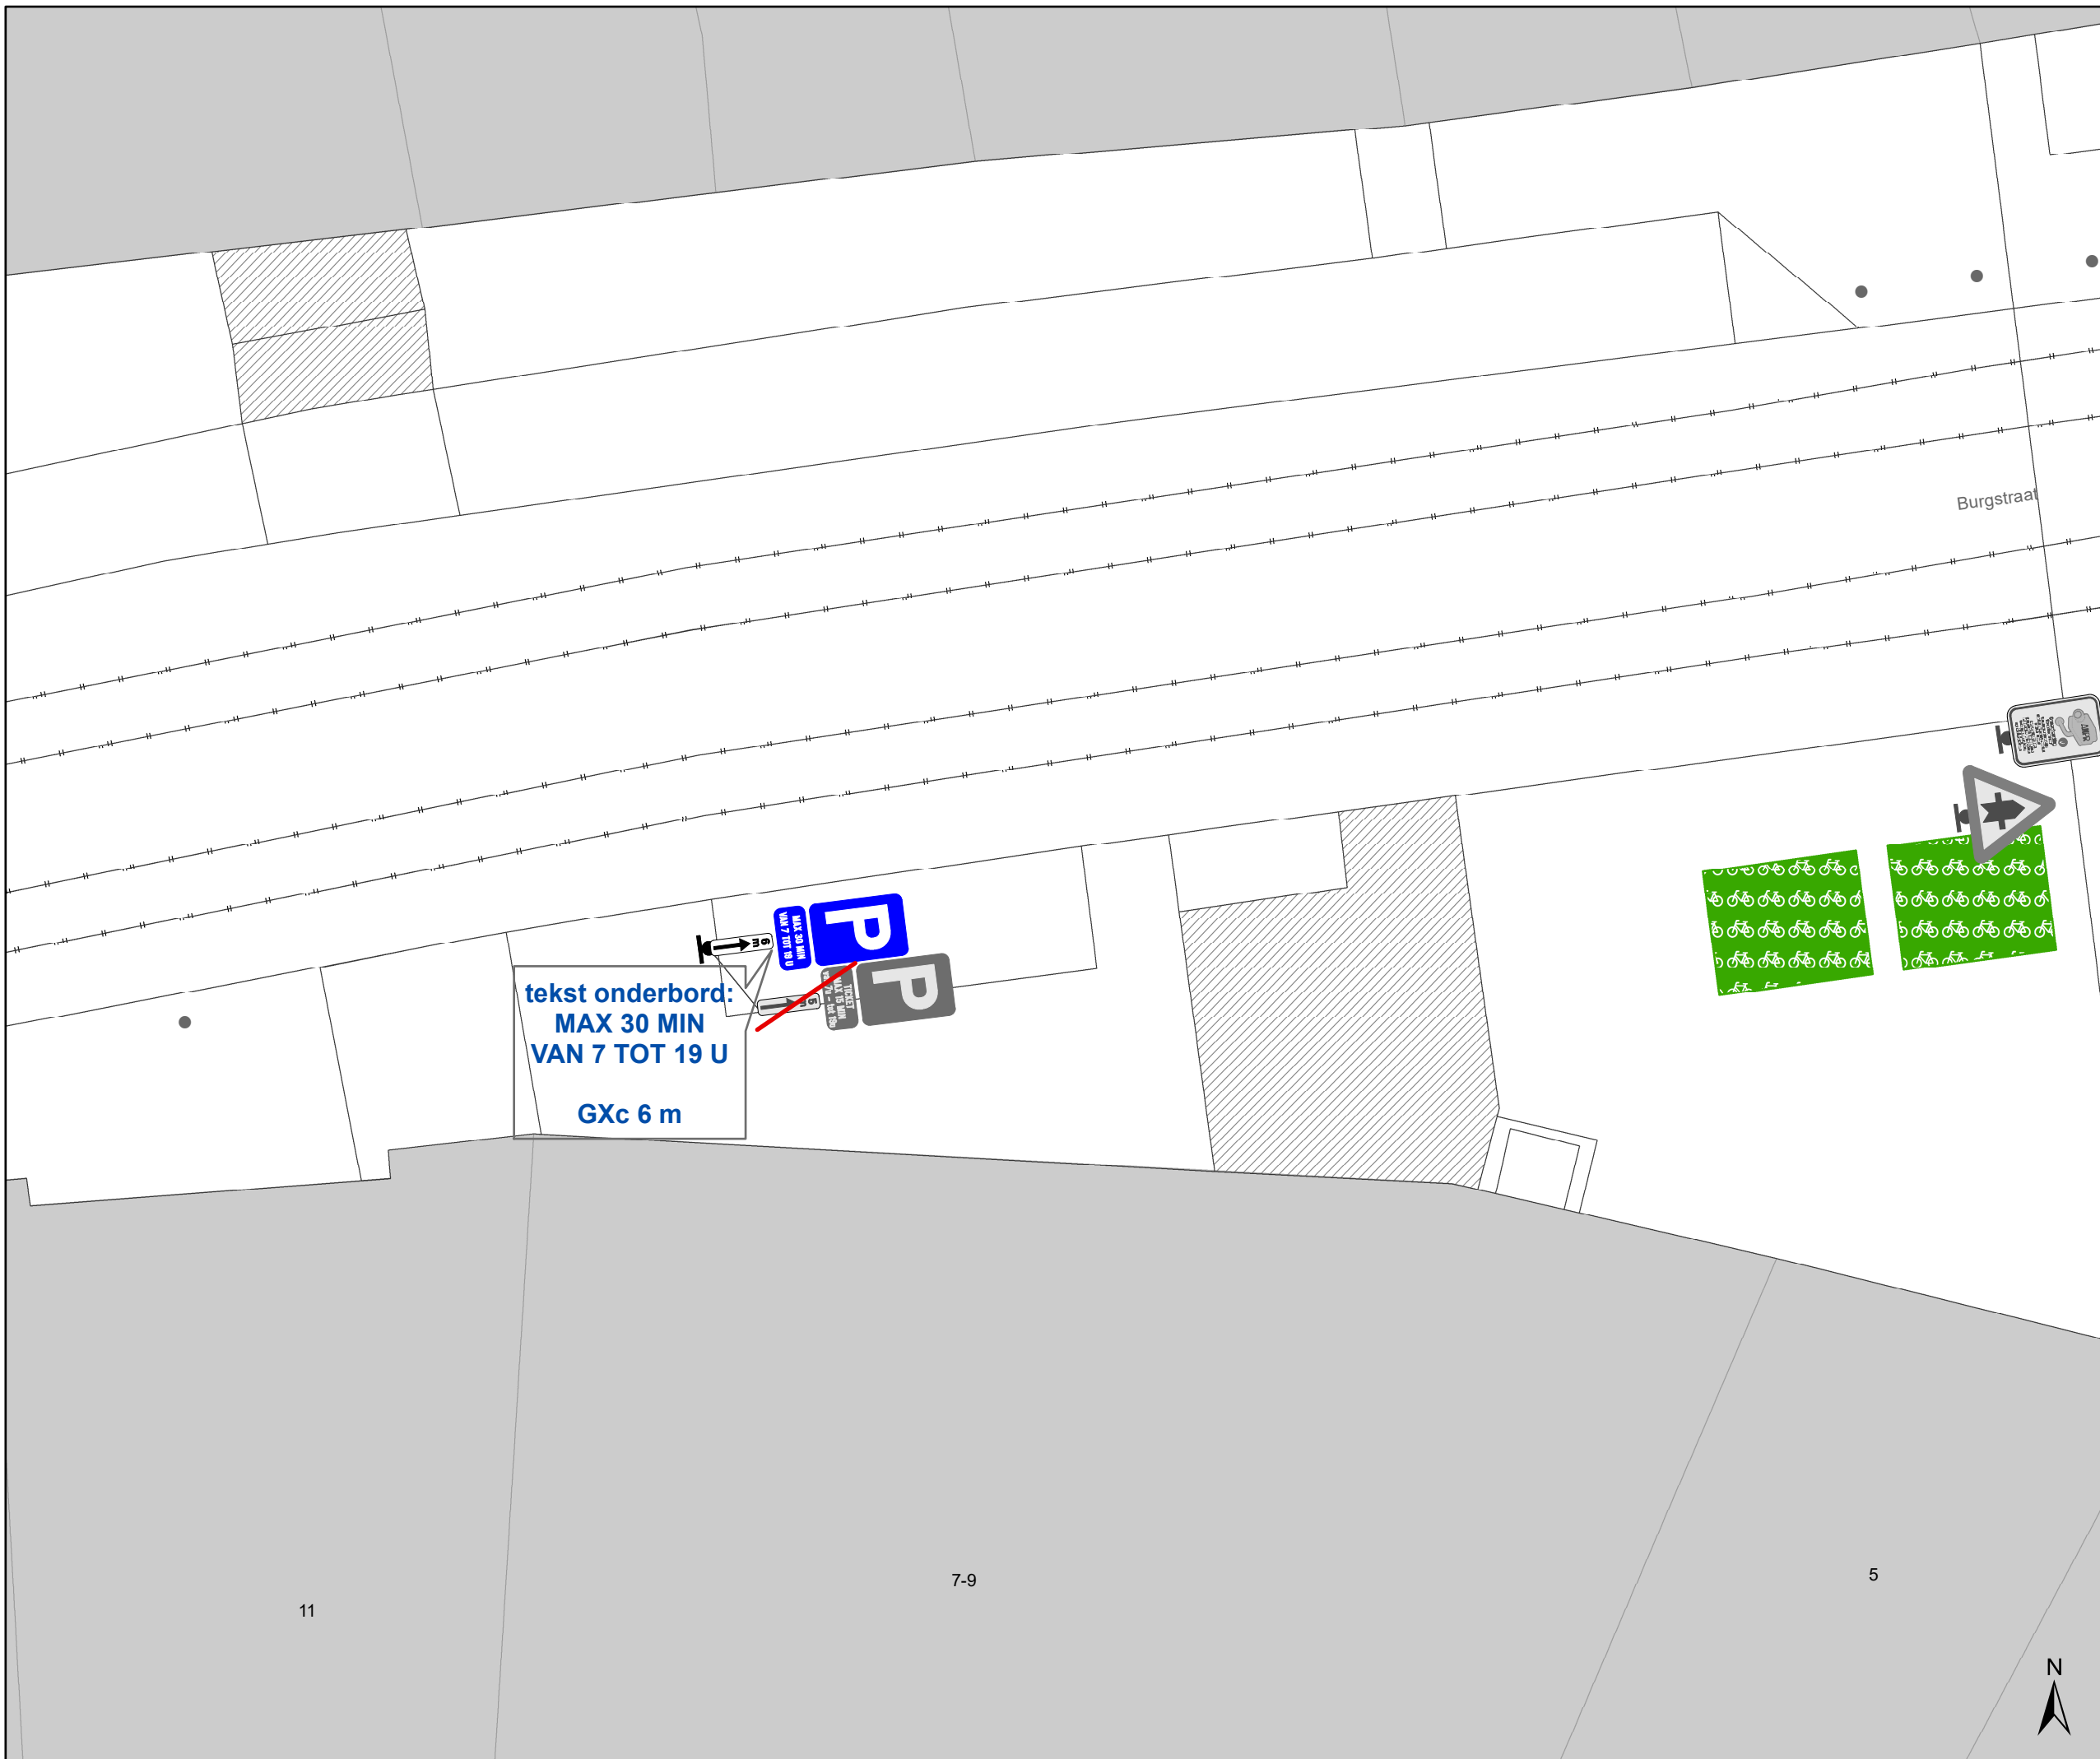 Burgstraat
P
MAX 30 MIN
VAN 7 TOT 19 U
6 m
P
TICKET
tekst onderbord:
MAX 30 MIN
VAN 7 TOT 19 U
GXc 6 m
7-9
5
11
N